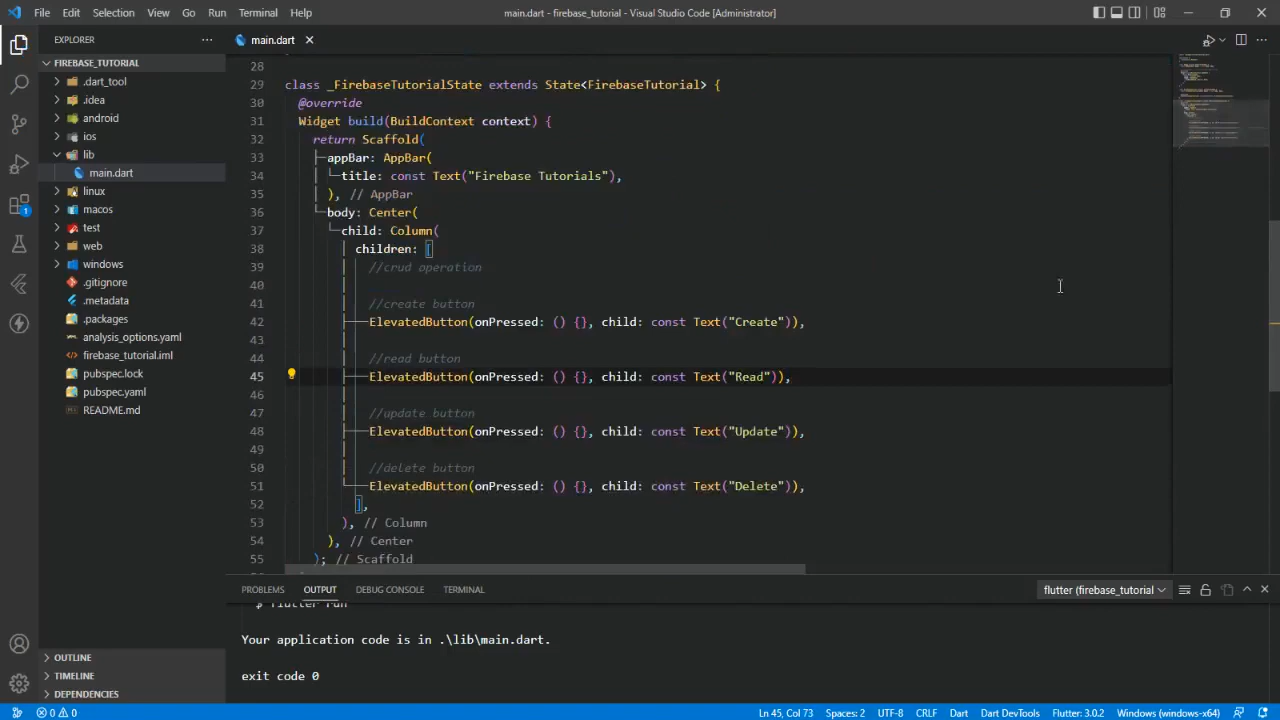 File Edit Selection View Go Run Terminal Help
main.dart - firebase_tutorial - Visual Studio Code [Administrator]
EXPLORER
FIREBASE_TUTORIAL
.dart_tool
.idea
android
ios
lib
main.dart
linux
macos
test
web
windows
.gitignore
.metadata
.packages
analysis_options.yaml
firebase_tutorial.iml
pubspec.lock
pubspec.yaml
README.md
OUTLINE
TIMELINE
DEPENDENCIES
1
main.dart
28
29 class _FirebaseTutorialState extends State<FirebaseTutorial> {
30 @override
31 Widget build(BuildContext context) {
32 return Scaffold(
33 appBar: AppBar(
34 title: const Text("Firebase Tutorials"),
35 ), // AppBar
36 body: Center(
37 child: Column(
38 children: [
39 //crud operation
40
41 //create button
42 ElevatedButton(onPressed: () {}, child: const Text("Create")),
43
44 //read button
45 ElevatedButton(onPressed: () {}, child: const Text("Read")),
46
47 //update button
48 ElevatedButton(onPressed: () {}, child: const Text("Update")),
49
50 //delete button
51 ElevatedButton(onPressed: () {}, child: const Text("Delete")),
52 ],
53 ), // Column
54 ), // Center
55 ); // Scaffold
PROBLEMS OUTPUT DEBUG CONSOLE TERMINAL
flutter (firebase_tutorial
$ flutter run
Your application code is in .\lib\main.dart.
exit code 0
0 0 Ln 45, Col 73 Spaces: 2 UTF-8 CRLF Dart Dart DevTools Flutter: 3.0.2 Windows (windows-x64)